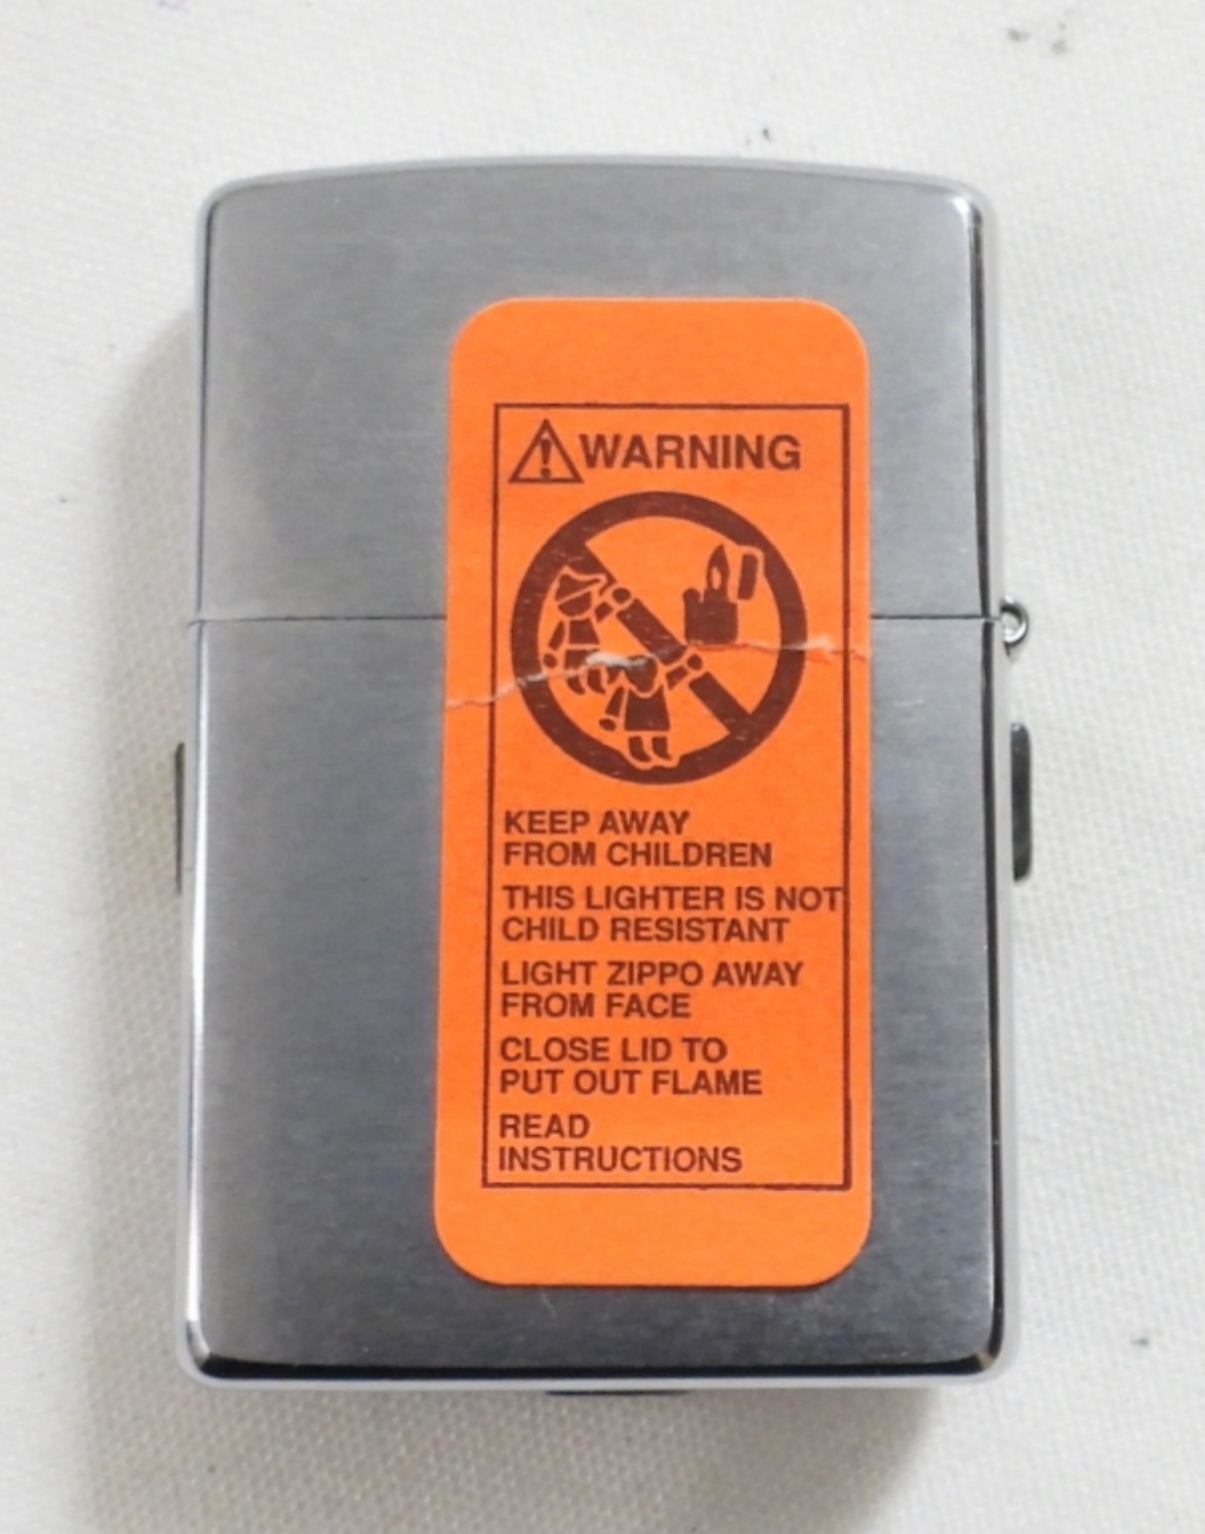 WARNING
KEEP AWAY
FROM CHILDREN
THIS LIGHTER IS NOT
CHILD RESISTANT
LIGHT ZIPPO AWAY
FROM FACE
CLOSE LID TO
PUT OUT FLAME
READ
INSTRUCTIONS